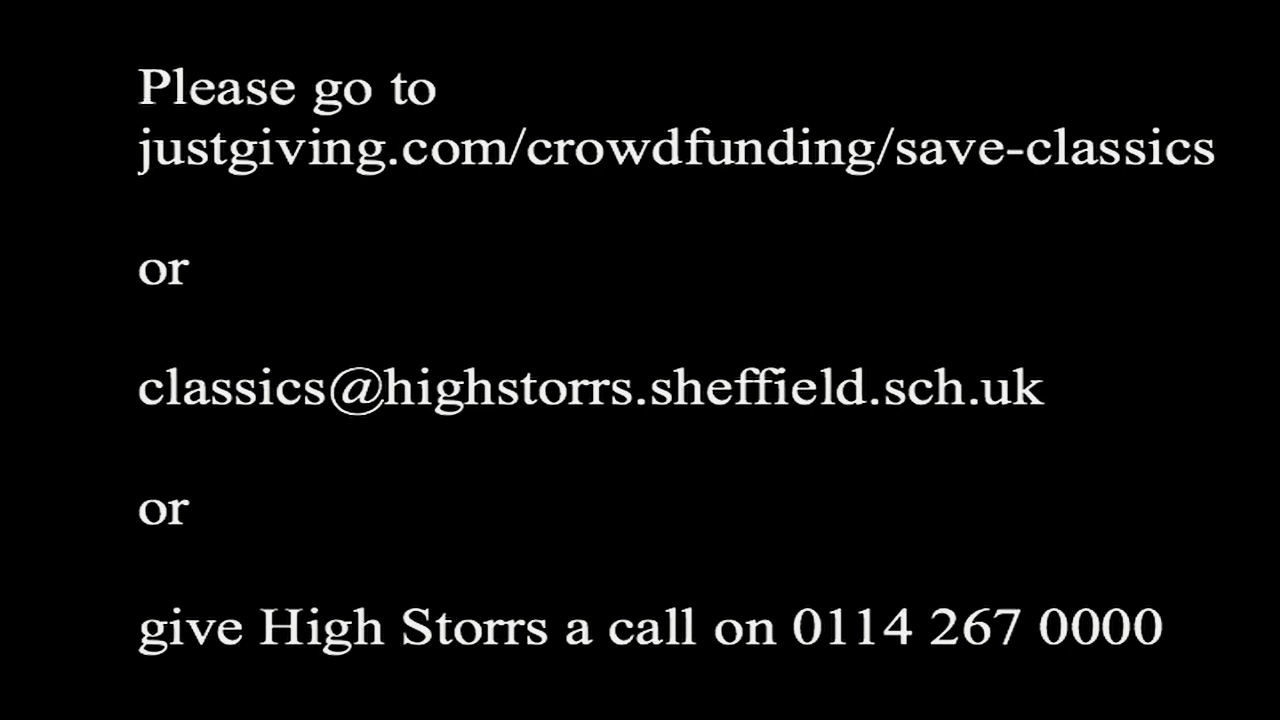 Please go to
justgiving.com/crowdfunding/save-classics
or
classics@highstorrs.sheffield.sch.uk
or
give High Storrs a call on 0114 267 0000